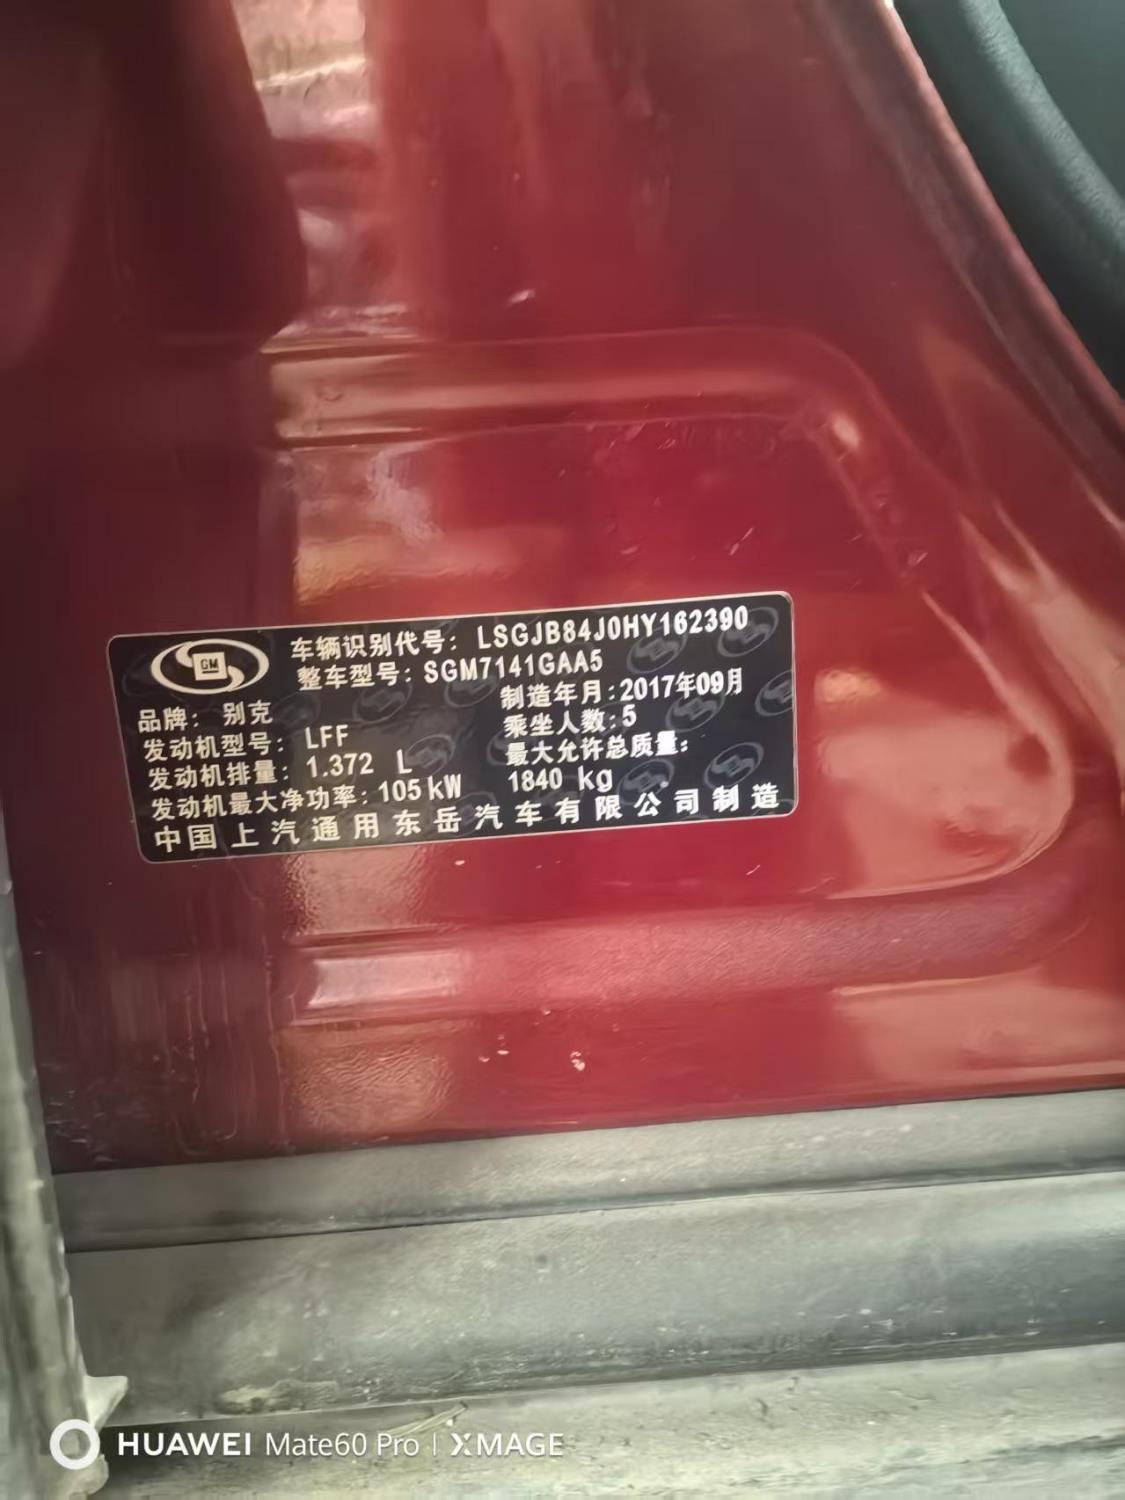 GM
车辆识别代号: LSGJB84J0HY162390
整车型号: SGM7141GAA5
品牌: 别克 制造年月:2017年09月
发动机型号: LFF 乘坐人数:5
发动机排量: 1.372 L 最大允许总质量:
发动机最大净功率: 105 kW 1840 kg
中国上汽通用东岳汽车有限公司制造
HUAWEI Mate60 Pro | XMAGE